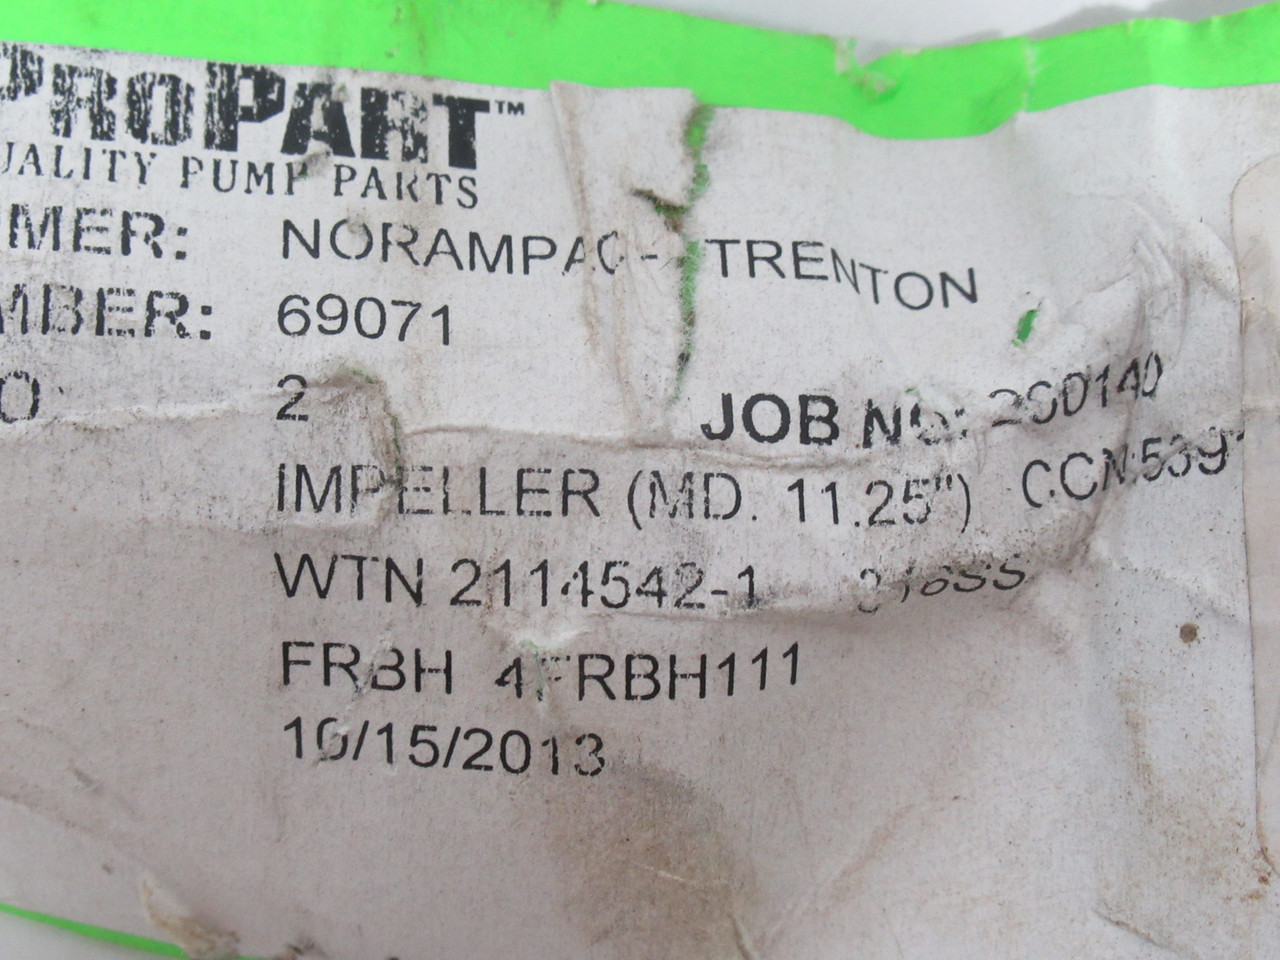 PROPART™
UALITY PUMP PARTS
MER: NORAMPAC - TRENTON
MBER: 69071
O 2 JOB NO:
IMPELLER (MD. 11.25") CCN:
WTN 2114542-1 316SS
FRBH 4FRBH111
10/15/2013